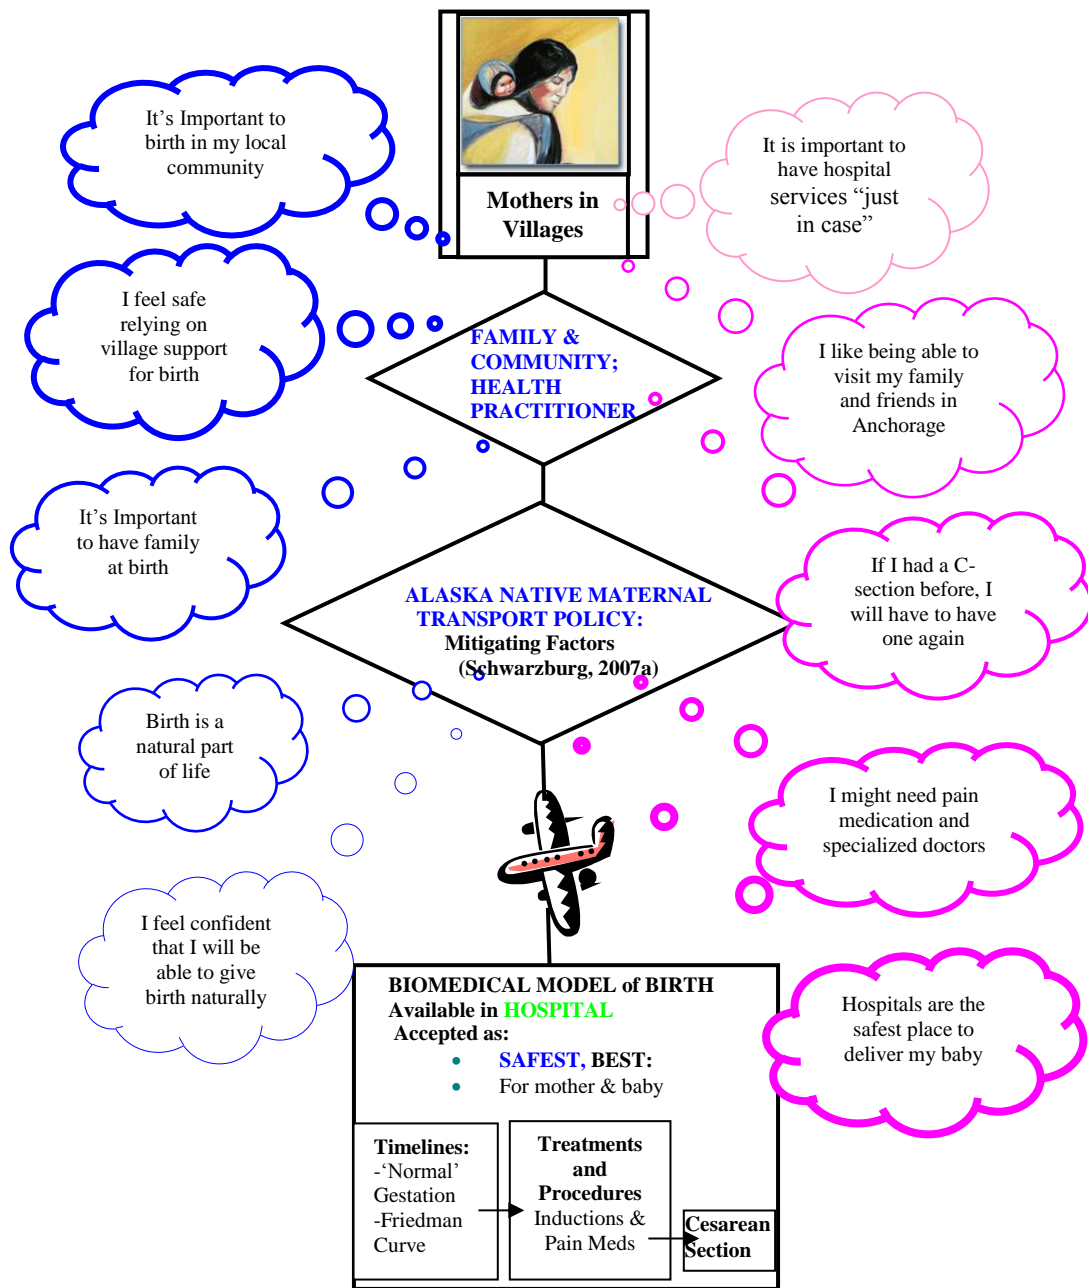 It's Important to
birth in my local
community
It is important to
have hospital
services “just
in case”
Mothers in
Villages
I feel safe
relying on
village support
for birth
FAMILY &
COMMUNITY;
HEALTH
PRACTITIONER
I like being able to
visit my family
and friends in
Anchorage
It's Important
to have family
at birth
ALASKA NATIVE MATERNAL
TRANSPORT POLICY:
Mitigating Factors
(Schwarzburg, 2007a)
If I had a C-
section before, I
will have to have
one again
Birth is a
natural part
of life
I might need pain
medication and
specialized doctors
I feel confident
that I will be
able to give
birth naturally
BIOMEDICAL MODEL of BIRTH
Available in HOSPITAL
Accepted as:
• SAFEST, BEST:
• For mother & baby
Hospitals are the
safest place to
deliver my baby
Timelines:
-‘Normal’
Gestation
-Friedman
Curve
Treatments
and
Procedures
Inductions &
Pain Meds
Cesarean
Section